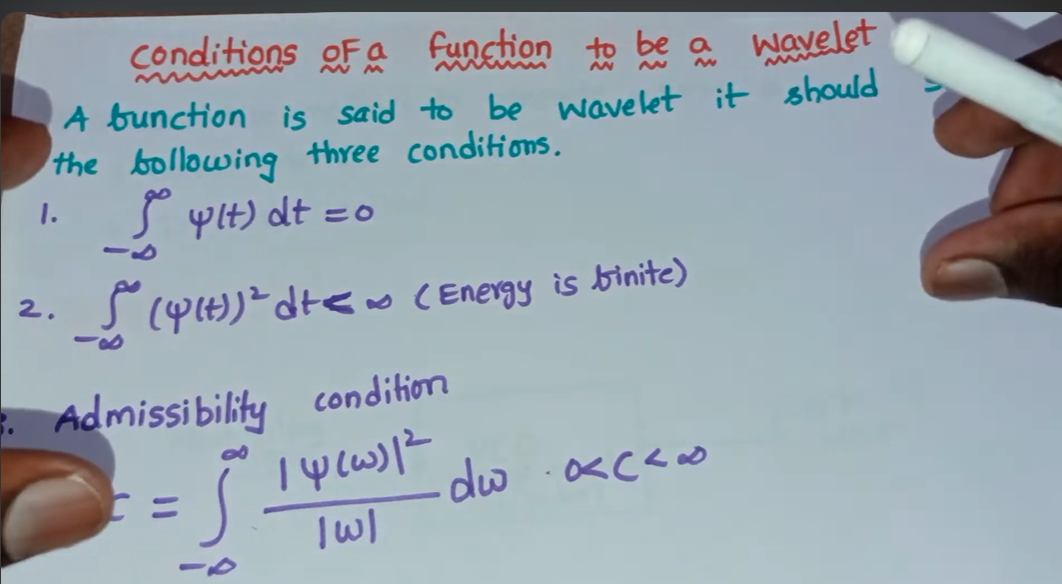 conditions of a function to be a wavelet
A function is said to be wavelet it should
the following three conditions.
1. ∫_{-∞}^{∞} ψ(t) dt = 0
2. ∫_{-∞}^{∞} (ψ(t))² dt < ∞ (Energy is finite)
. Admissibility condition
= ∫_{-∞}^{∞} |ψ(ω)|² / |ω| dω · ∝ C < ∞